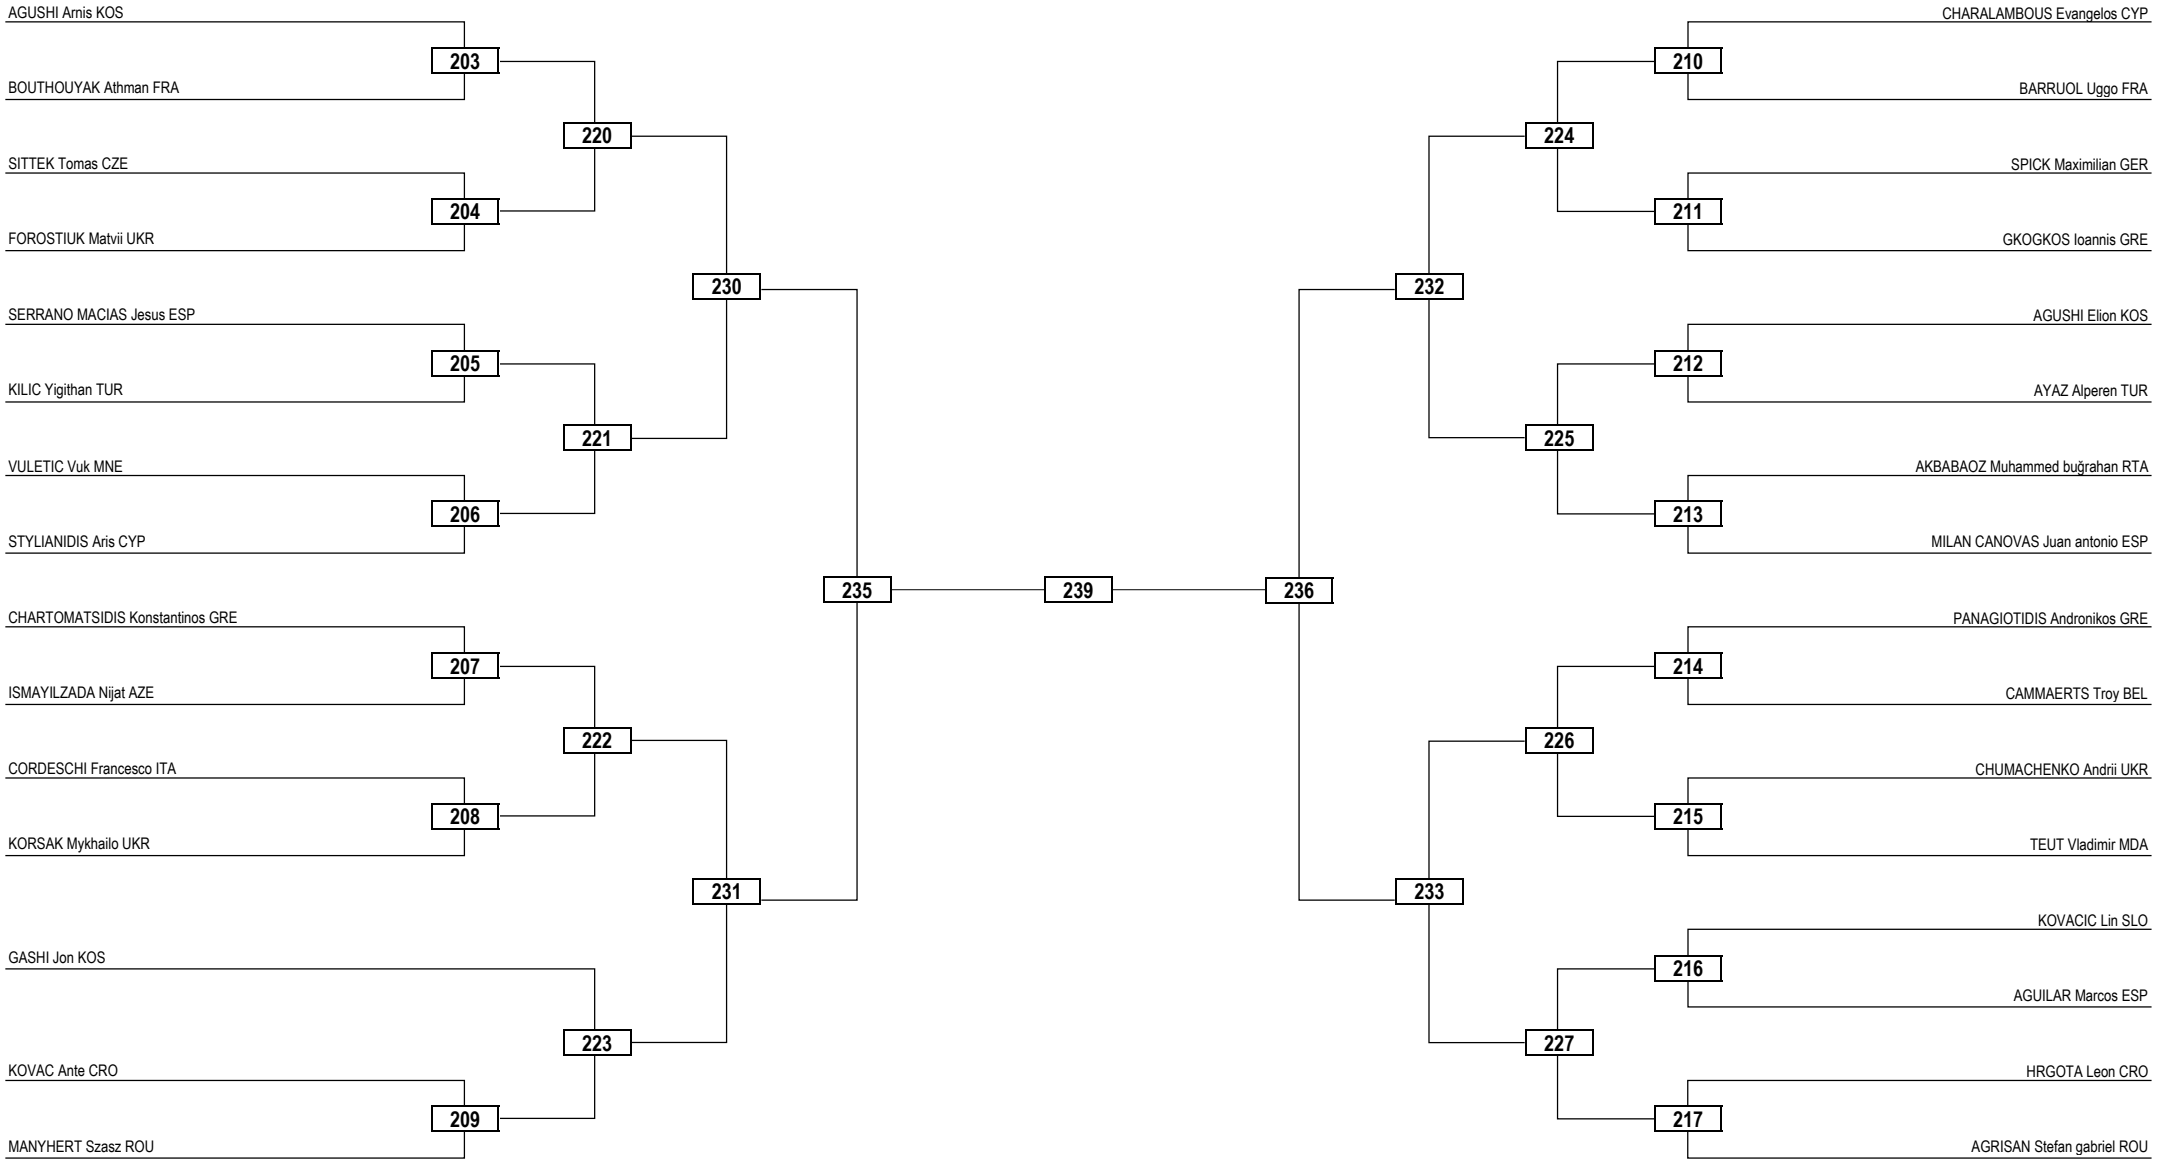 AGUSHI Arnis KOS
203
BOUTHOUYAK Athman FRA
220
SITTEK Tomas CZE
204
FOROSTIUK Matvii UKR
230
SERRANO MACIAS Jesus ESP
205
KILIC Yigithan TUR
221
VULETIC Vuk MNE
206
STYLIANIDIS Aris CYP
235
CHARTOMATSIDIS Konstantinos GRE
207
ISMAYILZADA Nijat AZE
222
CORDESCHI Francesco ITA
208
KORSAK Mykhailo UKR
231
GASHI Jon KOS
223
KOVAC Ante CRO
209
MANYHERT Szasz ROU
239
CHARALAMBOUS Evangelos CYP
210
BARRUOL Uggo FRA
224
SPICK Maximilian GER
211
GKOGKOS Ioannis GRE
232
AGUSHI Elion KOS
212
AYAZ Alperen TUR
225
AKBABAOZ Muhammed buğrahan RTA
213
MILAN CANOVAS Juan antonio ESP
236
PANAGIOTIDIS Andronikos GRE
214
CAMMAERTS Troy BEL
226
CHUMACHENKO Andrii UKR
215
TEUT Vladimir MDA
233
KOVACIC Lin SLO
216
AGUILAR Marcos ESP
227
HRGOTA Leon CRO
217
AGRISAN Stefan gabriel ROU